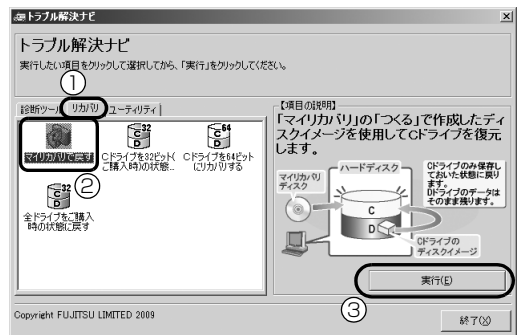 トラブル解決ナビ
トラブル解決ナビ
実行したい項目をクリックして選択してから、「実行」をクリックしてください。
①
診断ツール
リカバリ
ユーティリティ
マイリカバリで戻す
②
32
C
D
Cドライブを32ビット(
ご購入時)の状態...
64
C
D
Cドライブを64ビット
にリカバリする
32
C
D
全ドライブをご購入
時の状態に戻す
【項目の説明】
「マイリカバリ」の「つくる」で作成したディ
スクイメージを使用してCドライブを復元
します。
マイリカバリ
ディスク
ハードディスク
C
D
Cドライブのみ保存し
ておいた状態に戻り
ます。
Dドライブのデータは
そのまま残ります。
Cドライブの
ディスクイメージ
実行(E)
③
Copyright FUJITSU LIMITED 2009
終了(X)